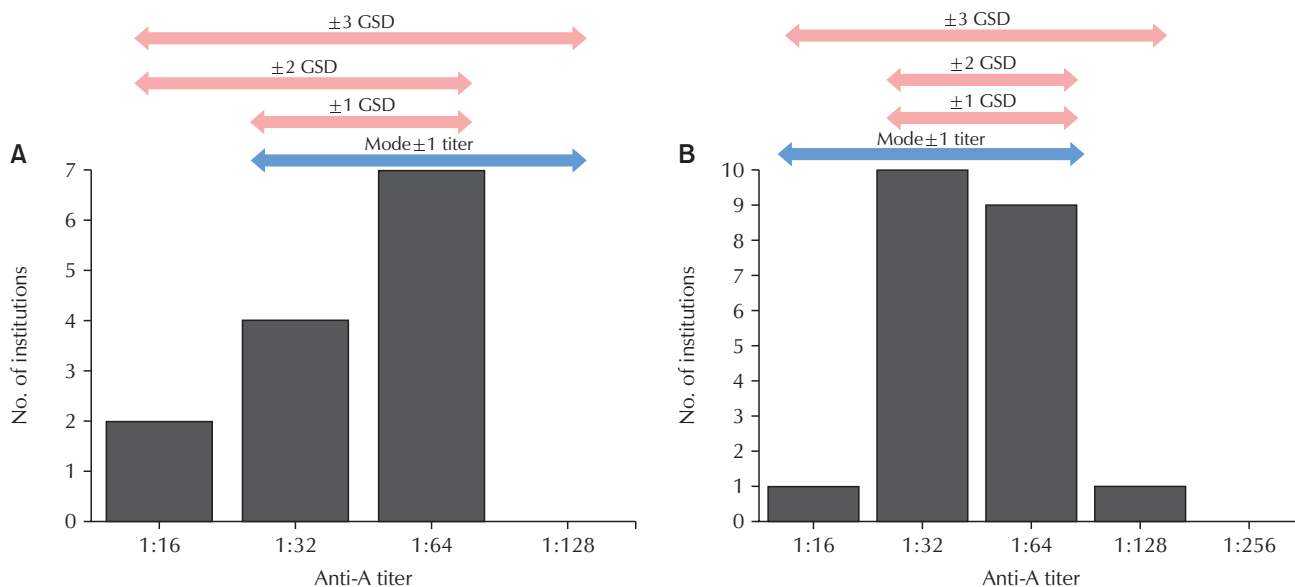 ±3 GSD
±2 GSD
±1 GSD
Mode±1 titer
A
7
6
5
4
3
2
1
0
No. of institutions
1:16 1:32 1:64 1:128
Anti-A titer
±3 GSD
±2 GSD
±1 GSD
Mode±1 titer
B
10
9
8
7
6
5
4
3
2
1
0
No. of institutions
1:16 1:32 1:64 1:128 1:256
Anti-A titer